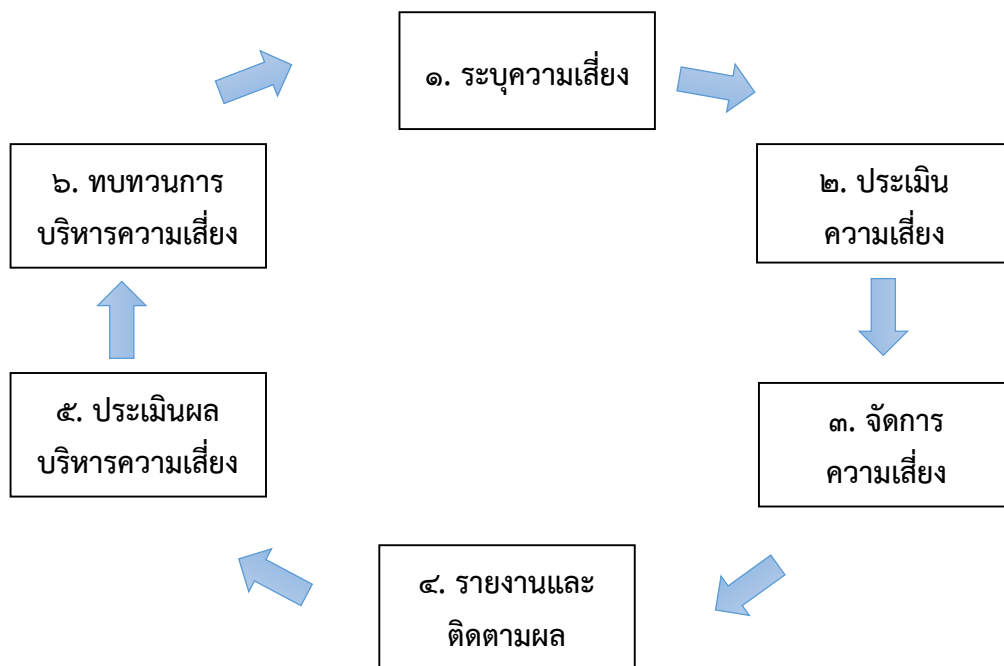 ๑. ระบุความเสี่ยง
๒. ประเมิน
ความเสี่ยง
๓. จัดการ
ความเสี่ยง
๔. รายงานและ
ติดตามผล
๕. ประเมินผล
บริหารความเสี่ยง
๖. ทบทวนการ
บริหารความเสี่ยง